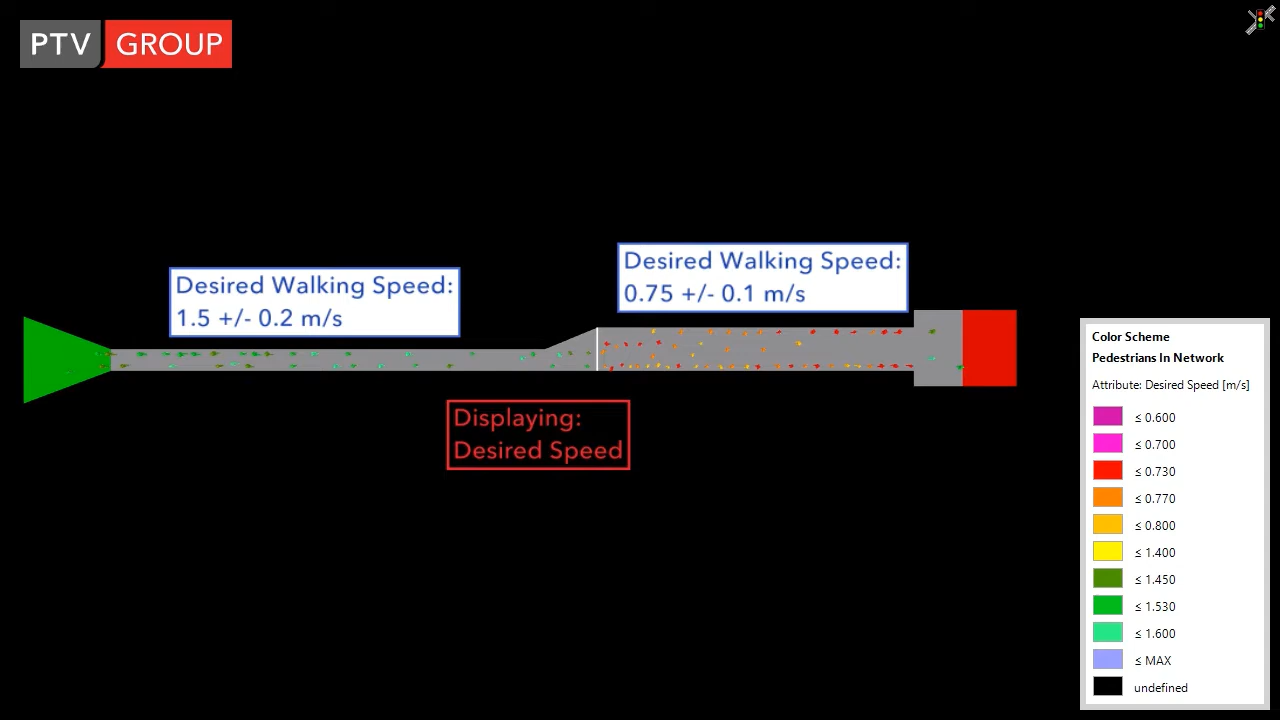 PTV GROUP
Desired Walking Speed:
0.75 +/- 0.1 m/s
Desired Walking Speed:
1.5 +/- 0.2 m/s
Displaying:
Desired Speed
Color Scheme
Pedestrians In Network
Attribute: Desired Speed [m/s]
≤ 0.600
≤ 0.700
≤ 0.730
≤ 0.770
≤ 0.800
≤ 1.400
≤ 1.450
≤ 1.530
≤ 1.600
≤ MAX
undefined